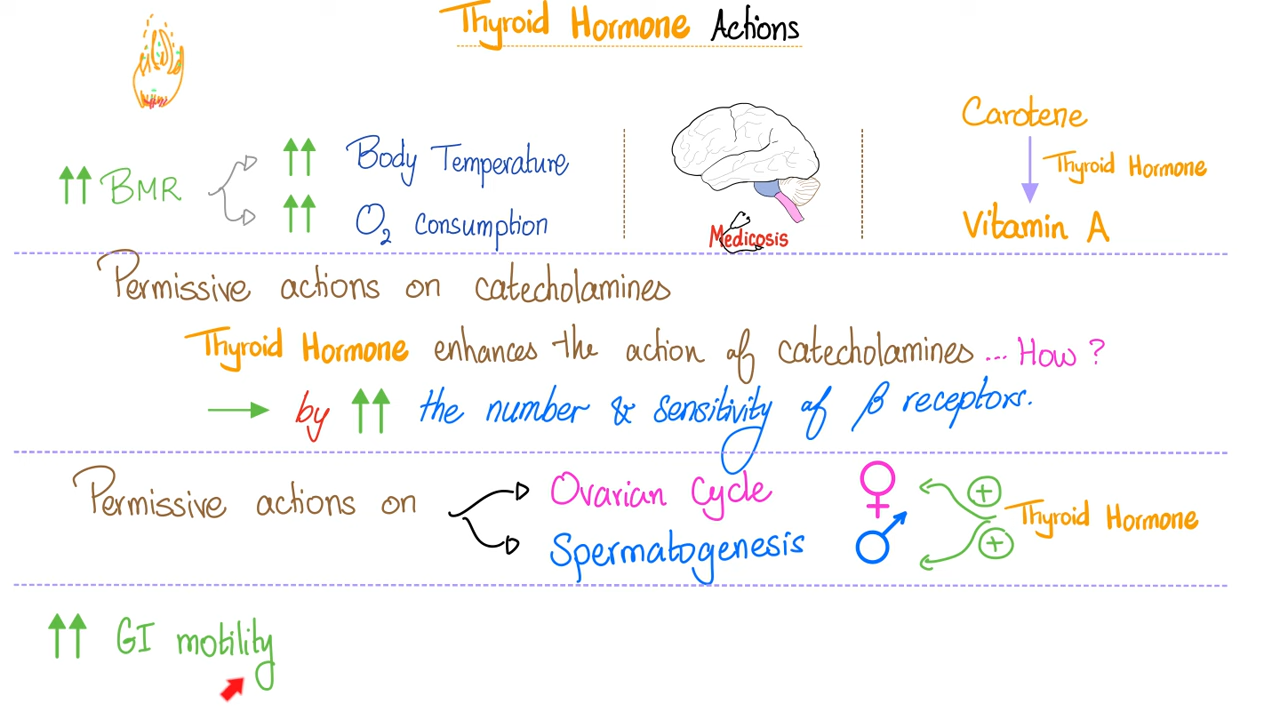 Thyroid Hormone Actions
↑↑ BMR
↑↑ Body Temperature
↑↑ O₂ consumption
Medicosis
Carotene
Thyroid Hormone
Vitamin A
Permissive actions on catecholamines
Thyroid Hormone enhances the action of catecholamines ... How ?
→ by ↑↑ the number & sensitivity of β receptors.
Permissive actions on
Ovarian Cycle ♀
Spermatogenesis ♂
+
+
Thyroid Hormone
↑↑ GI motility